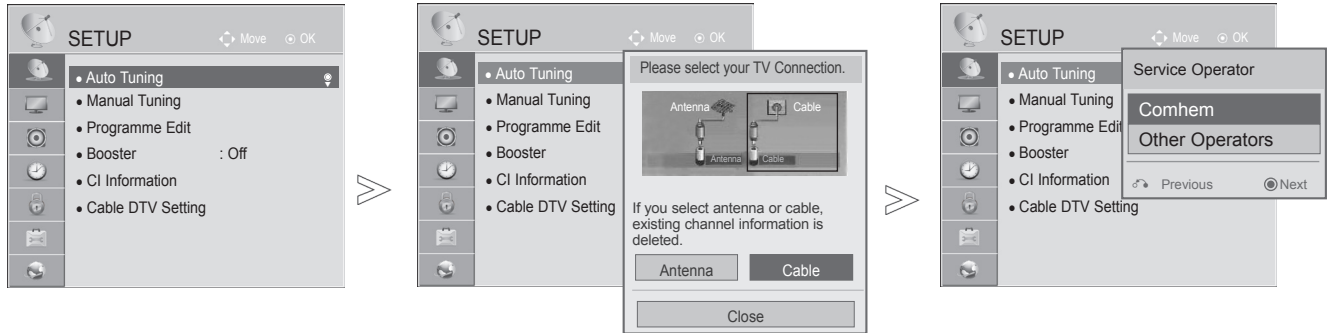 SETUP
Move OK
• Auto Tuning
• Manual Tuning
• Programme Edit
• Booster : Off
• CI Information
• Cable DTV Setting
SETUP
Move OK
• Auto Tuning
• Manual Tuning
• Programme Edit
• Booster
• CI Information
• Cable DTV Setting
Please select your TV Connection.
Antenna Cable
Antenna Cable
If you select antenna or cable,
existing channel information is
deleted.
Antenna Cable
Close
SETUP
Move OK
• Auto Tuning
• Manual Tuning
• Programme Edit
• Booster
• CI Information
• Cable DTV Setting
Service Operator
Comhem
Other Operators
Previous Next